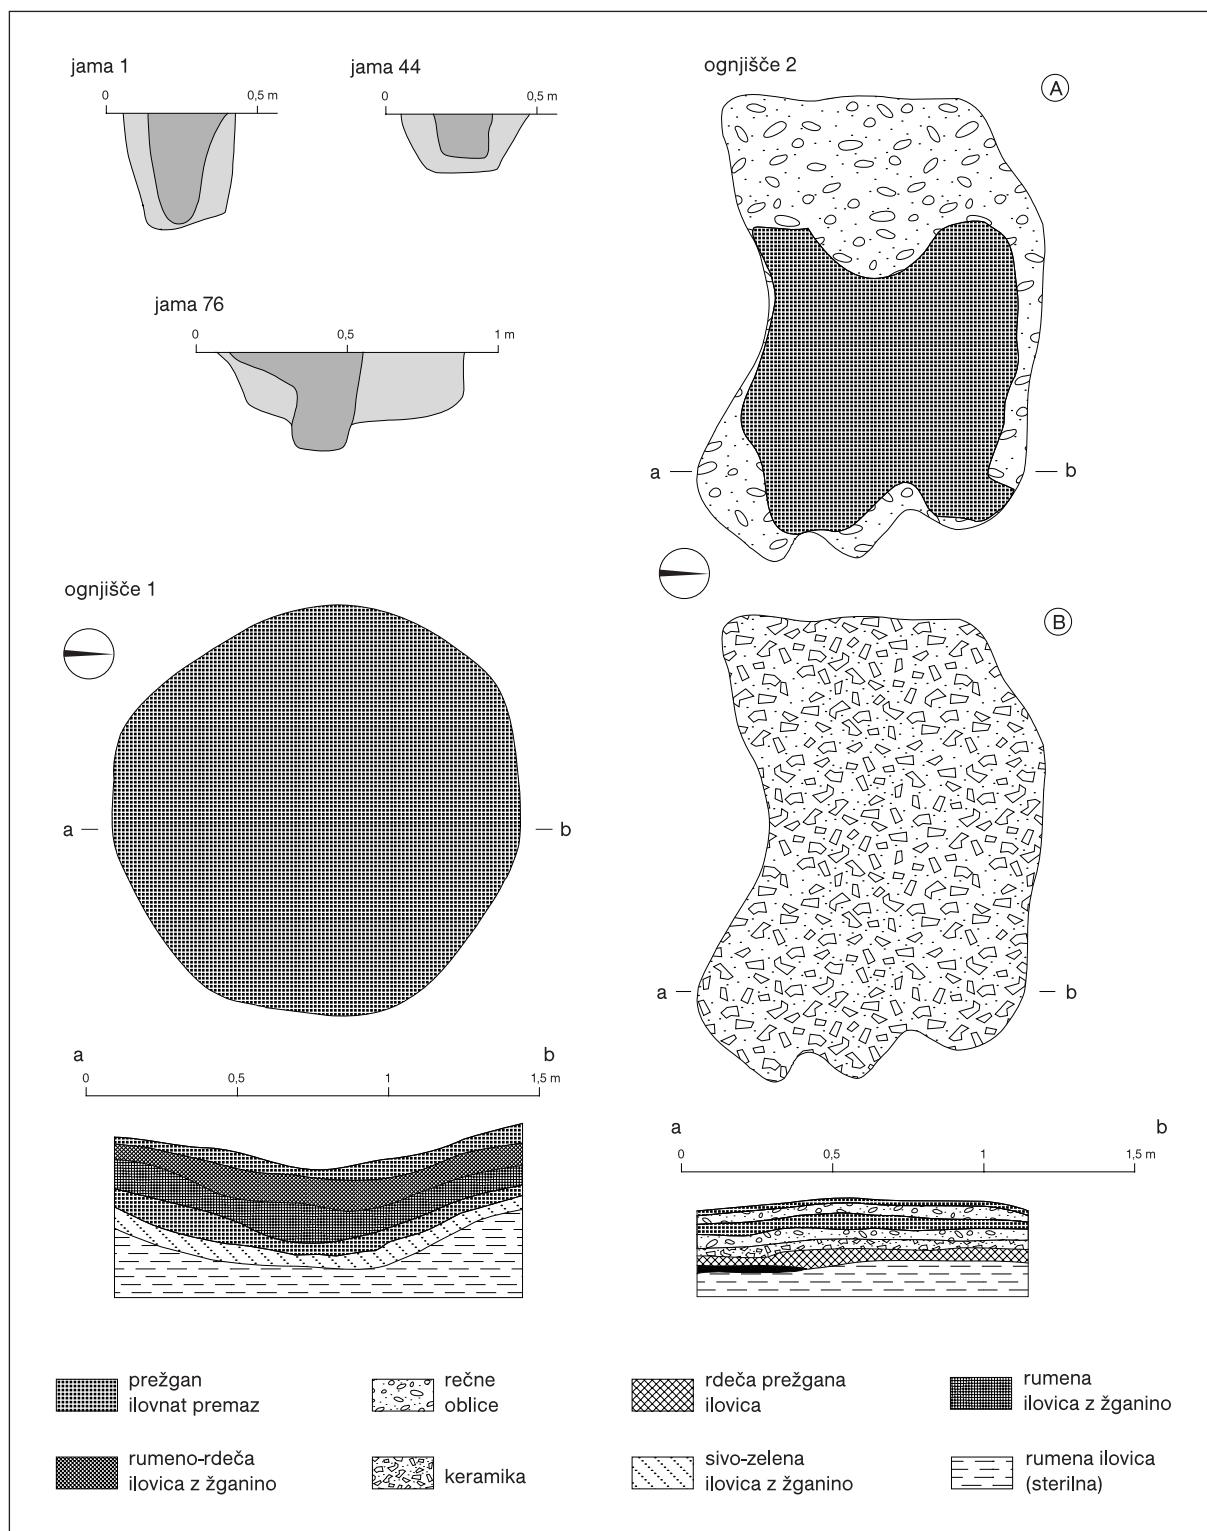 jama 1
0 0,5 m
jama 44
0 0,5 m
ognjišče 2
A
jama 76
0 0,5 1 m
a b
ognjišče 1
B
a b
a b
a b
0 0,5 1 1,5 m
a b
0 0,5 1 1,5 m
prežgan
ilovnat premaz
rečne
oblice
rdeča prežgana
ilovica
rumena
ilovica z žganino
rumeno-rdeča
ilovica z žganino
keramika
sivo-zelena
ilovica z žganino
rumena ilovica
(sterilna)